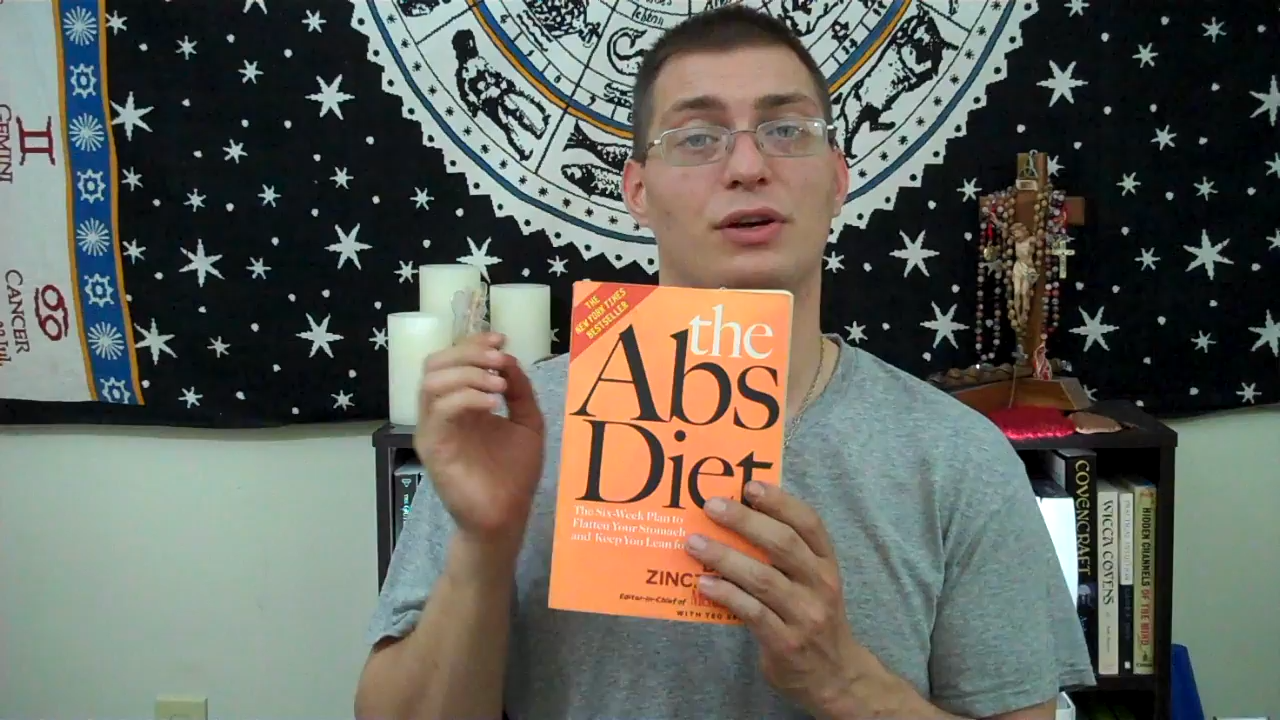 GEMINI
CANCER
THE
NEW YORK TIMES
BESTSELLER
the
Abs
Diet
The Six-Week Plan to
Flatten Your Stomach
and Keep You Lean
ZINC
Editor-in-Chief of
WITH TED
COVENCRAFT
WICCA COVENS
HIDDEN CHANNELS OF THE MIND